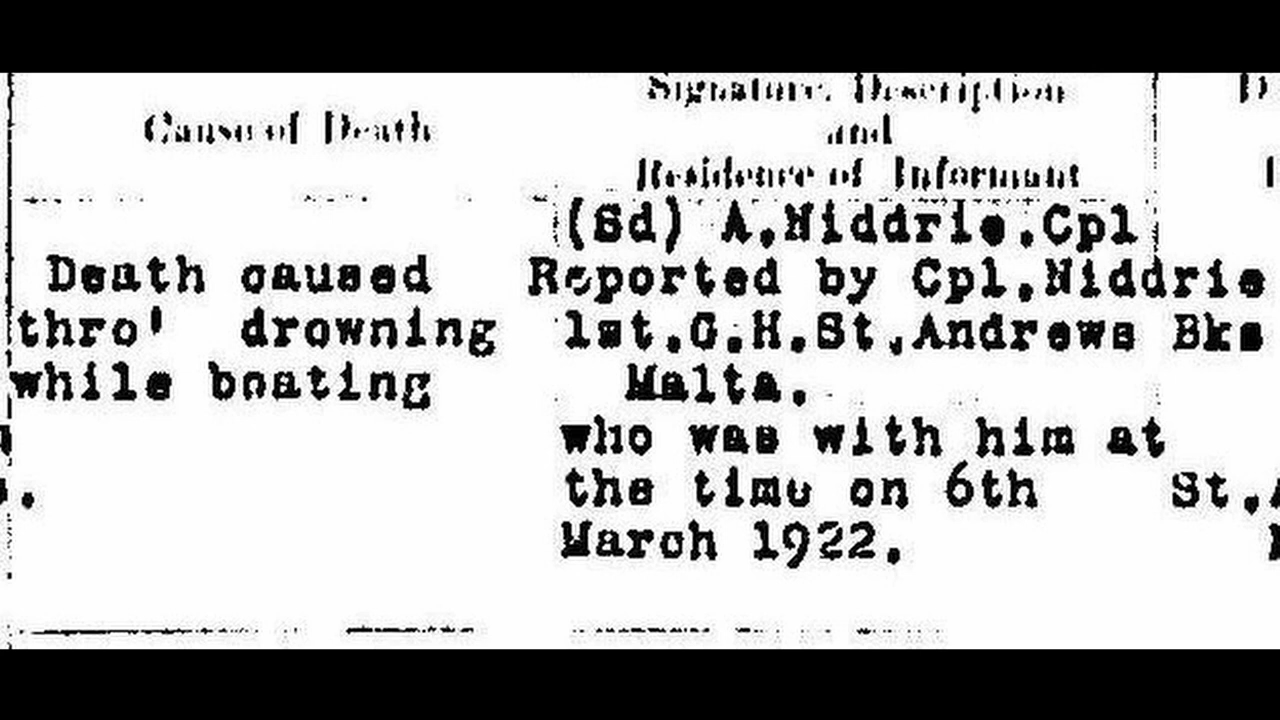 Cause of Death
Signature, Description
and
Residence of Informant
Death caused
thro' drowning
while boating
(Sd) A.Niddrie.Cpl
Reported by Cpl.Niddrie
1st.G.H.St.Andrews Bks
Malta.
who was with him at
the time on 6th
March 1922.
St.